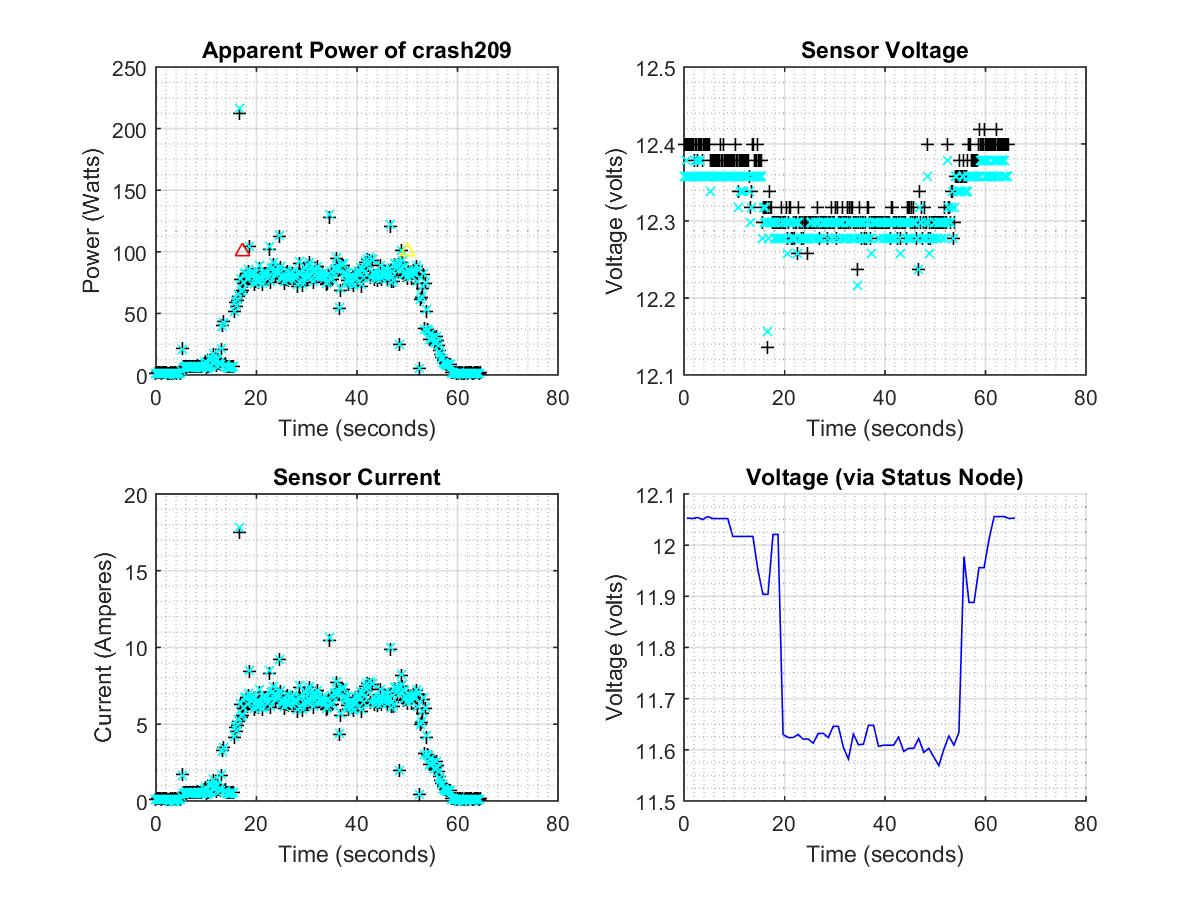 Apparent Power of crash209
250
200
150
100
50
0
Power (Watts)
0 20 40 60 80
Time (seconds)
Sensor Voltage
12.5
12.4
12.3
12.2
12.1
Voltage (volts)
0 20 40 60 80
Time (seconds)
Sensor Current
20
15
10
5
0
Current (Amperes)
0 20 40 60 80
Time (seconds)
Voltage (via Status Node)
12.1
12
11.9
11.8
11.7
11.6
11.5
Voltage (volts)
0 20 40 60 80
Time (seconds)